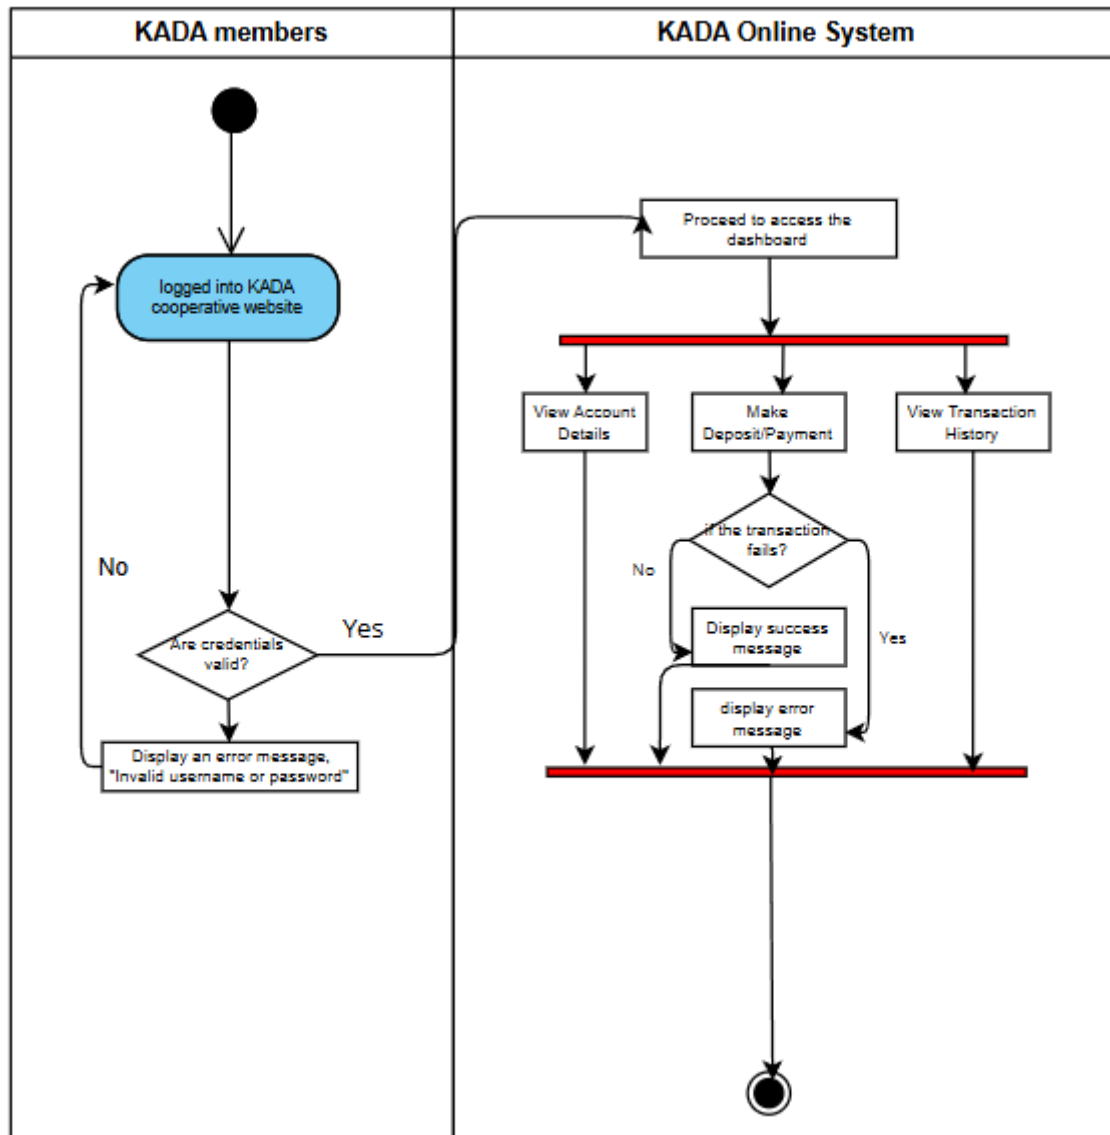 KADA members
KADA Online System
Proceed to access the
dashboard
logged into KADA
cooperative website
View Account
Details
Make
Deposit/Payment
View Transaction
History
if the transaction
fails?
No
No
Display success
message
Yes
Yes
Are credentials
valid?
display error
message
Display an error message,
"Invalid username or password"